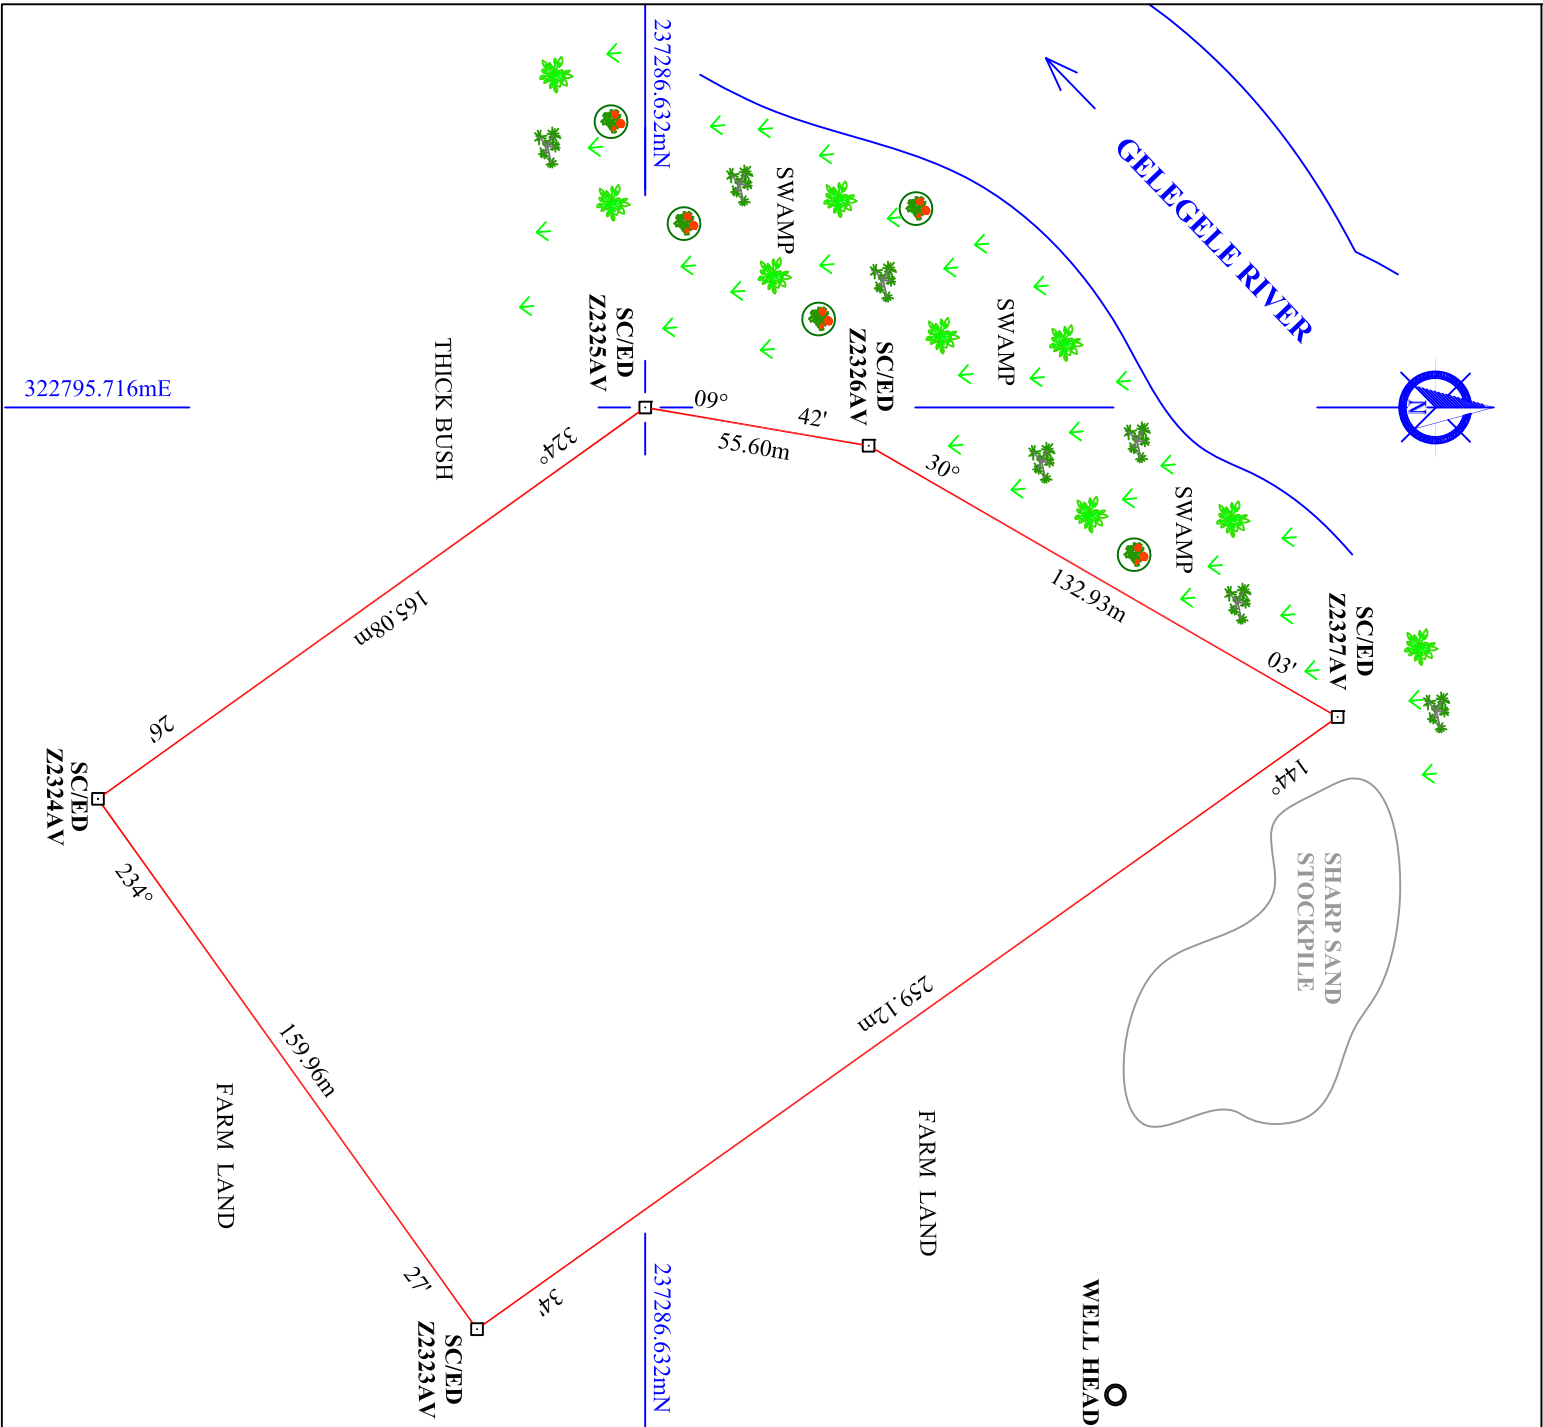 237286.632mN
GELEGELE RIVER
N
SWAMP
SWAMP
SWAMP
SC/ED
Z2325AV
SC/ED
Z2326AV
SC/ED
Z2327AV
THICK BUSH
322795.716mE
09°
42'
55.60m
30°
03'
132.93m
324°
26'
165.08m
144°
34'
259.12m
SHARP SAND
STOCKPILE
SC/ED
Z2324AV
234°
27'
159.96m
FARM LAND
FARM LAND
SC/ED
Z2323AV
237286.632mN
WELL HEAD